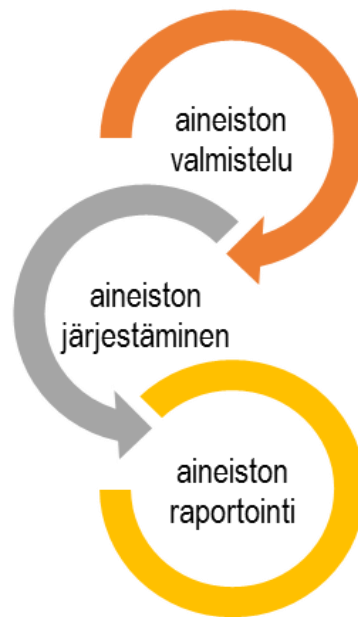 aineiston
valmistelu
aineiston
järjestäminen
aineiston
raportointi